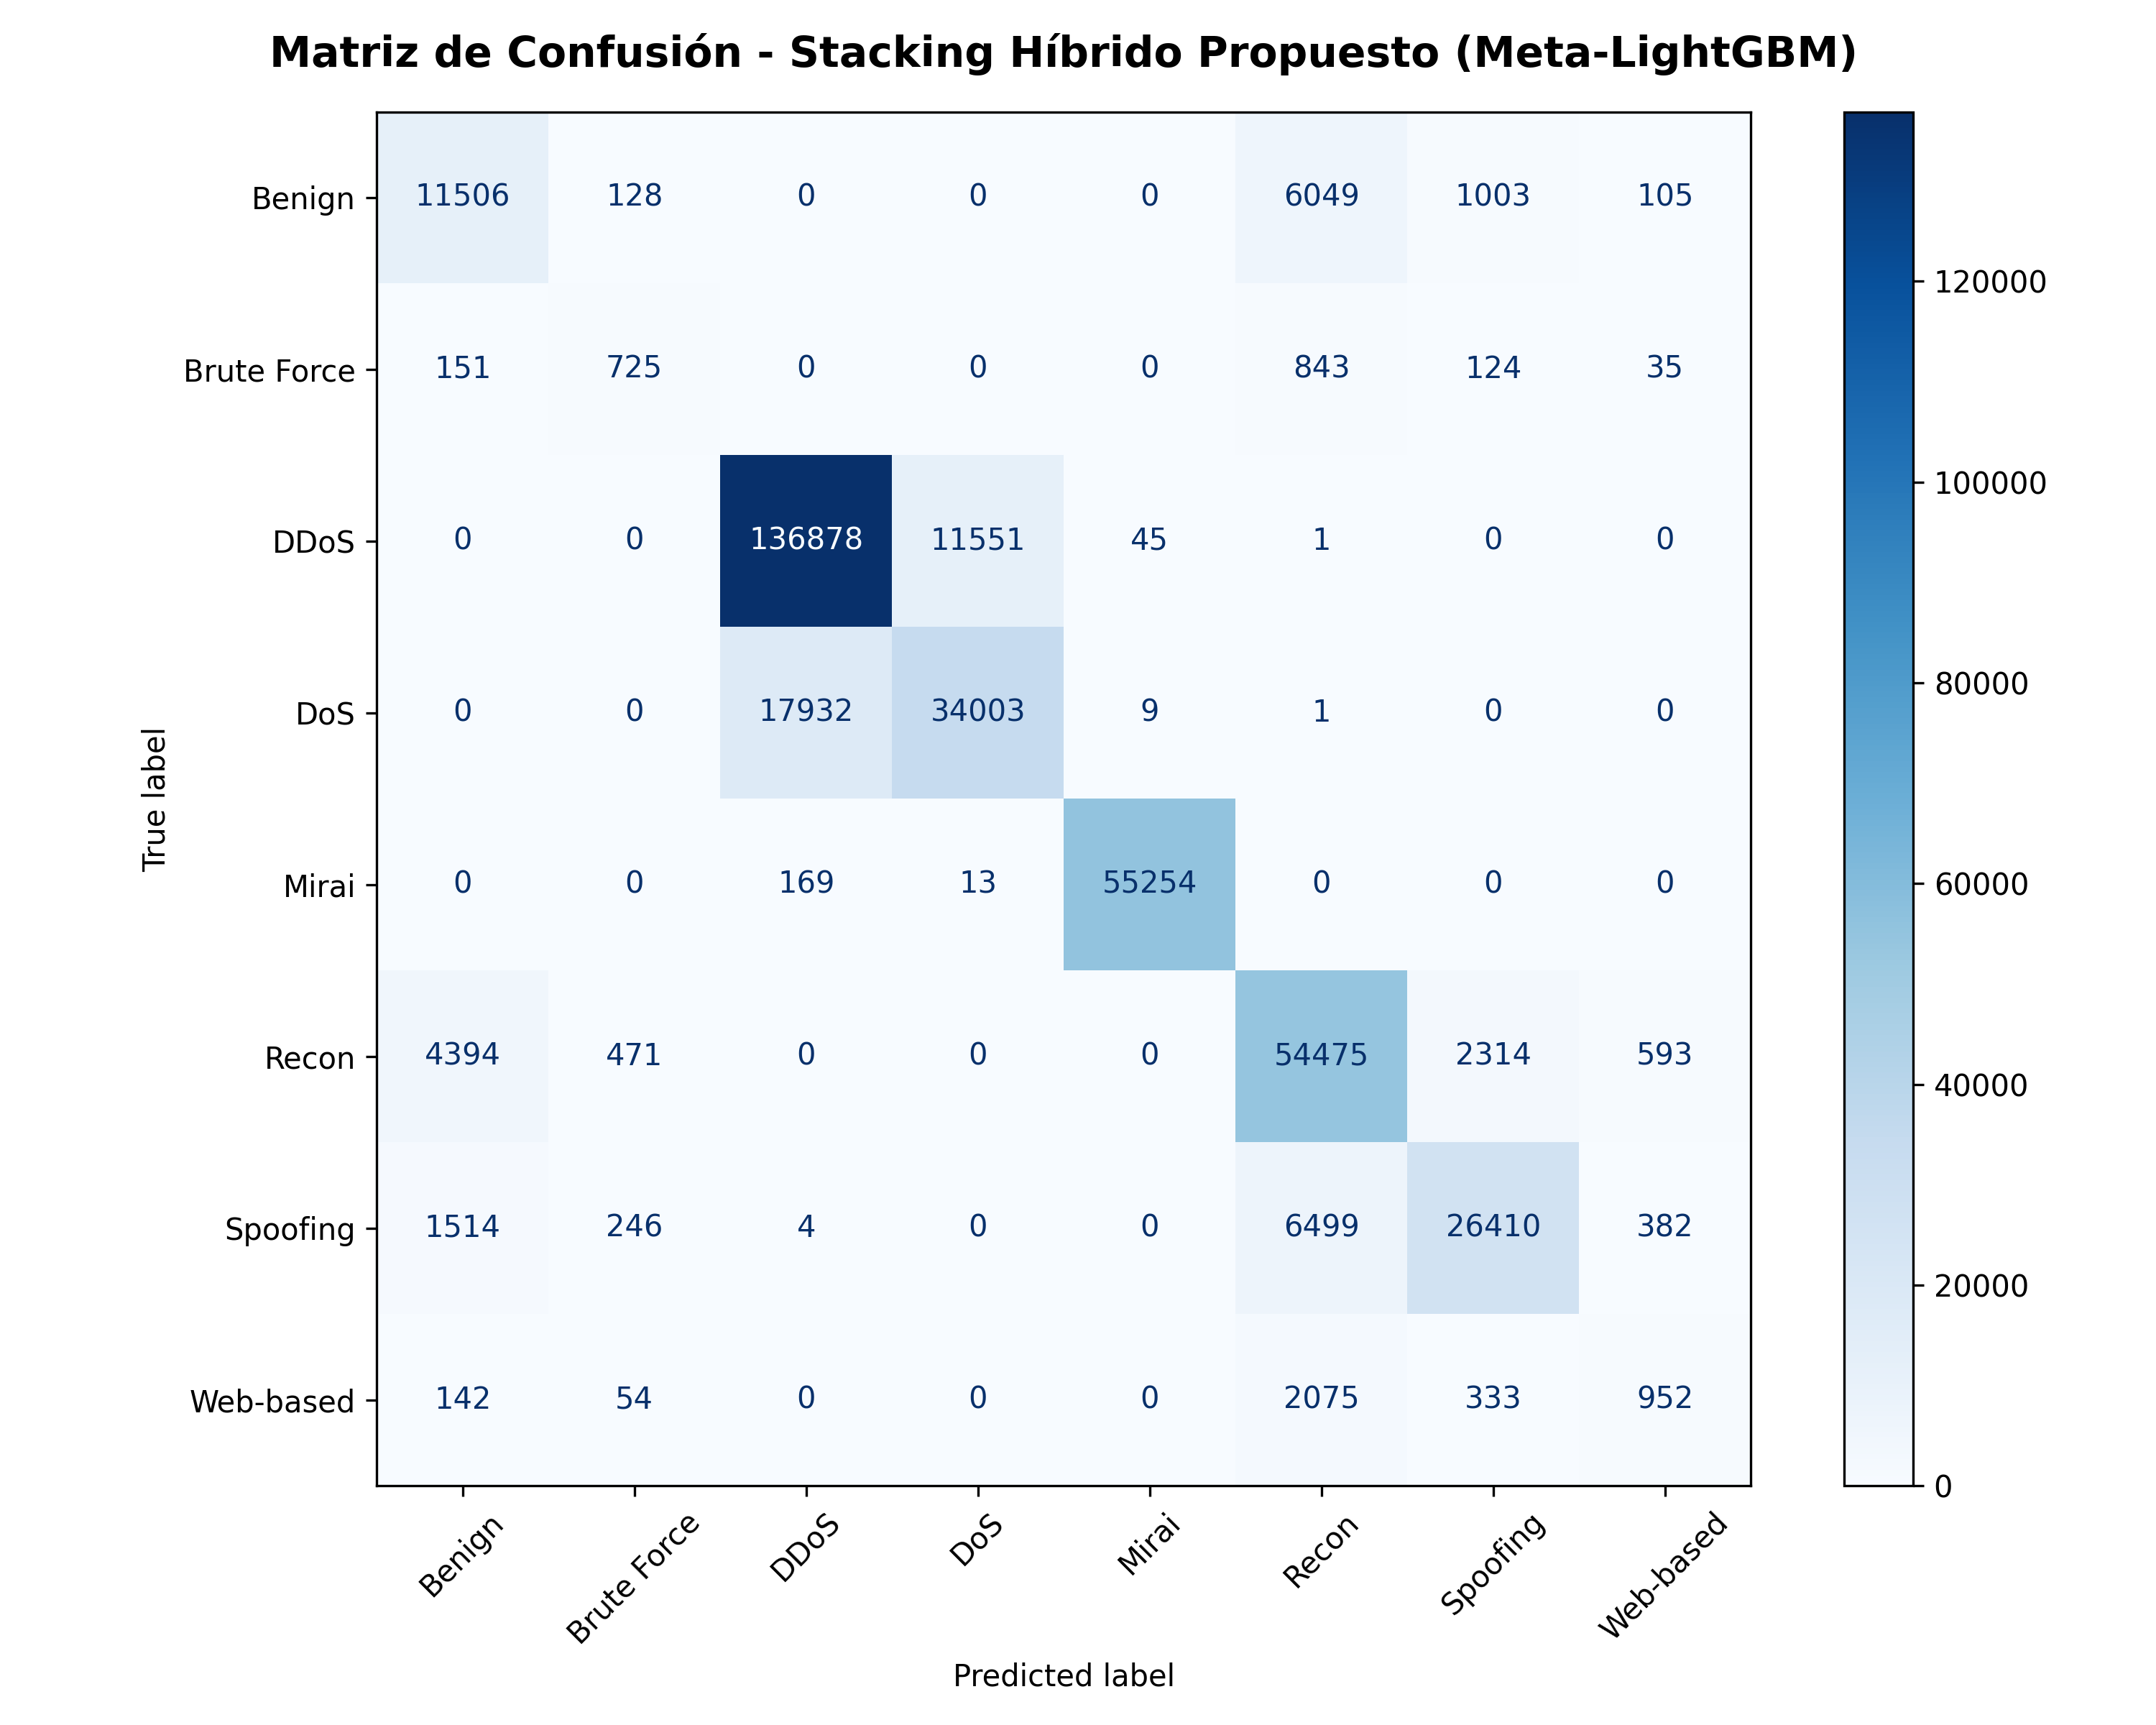 Matriz de Confusión - Stacking Híbrido Propuesto (Meta-LightGBM)
Benign 11506 128 0 0 0 6049 1003 105
Brute Force 151 725 0 0 0 843 124 35
DDoS 0 0 136878 11551 45 1 0 0
DoS 0 0 17932 34003 9 1 0 0
Mirai 0 0 169 13 55254 0 0 0
Recon 4394 471 0 0 0 54475 2314 593
Spoofing 1514 246 4 0 0 6499 26410 382
Web-based 142 54 0 0 0 2075 333 952
True label
Benign Brute Force DDoS DoS Mirai Recon Spoofing Web-based
Predicted label
120000
100000
80000
60000
40000
20000
0